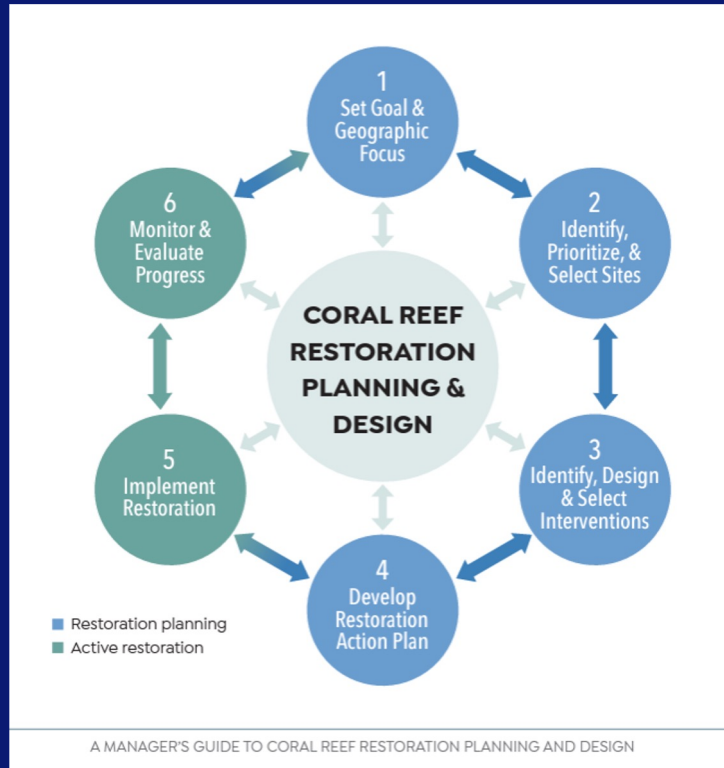 1
Set Goal &
Geographic
Focus
2
Identify,
Prioritize, &
Select Sites
3
Identify, Design
& Select
Interventions
4
Develop
Restoration
Action Plan
5
Implement
Restoration
6
Monitor &
Evaluate
Progress
CORAL REEF
RESTORATION
PLANNING &
DESIGN
Restoration planning
Active restoration
A MANAGER'S GUIDE TO CORAL REEF RESTORATION PLANNING AND DESIGN